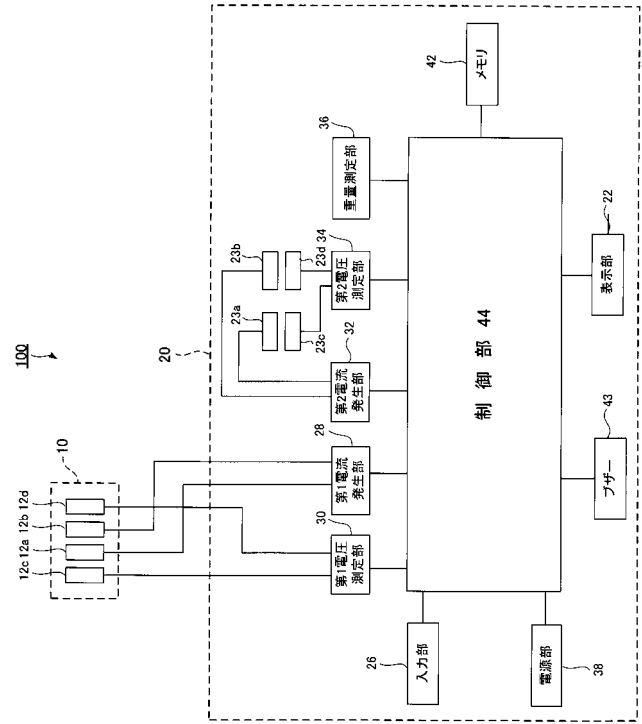 100
10
12c
12a
12b
12d
20
30
第1電圧
測定部
28
第1電流
発生部
32
第2電流
発生部
34
第2電圧
測定部
23a
23b
23c
23d
36
重量測定部
制御部 44
42
メモリ
26
入力部
38
電源部
43
ブザー
22
表示部